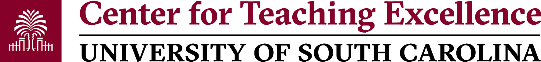 Center for Teaching Excellence
UNIVERSITY OF SOUTH CAROLINA